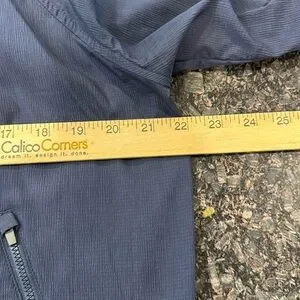 17 18 19 20 21 22 23 24 25
Calico Corners
dream it. design it. done.